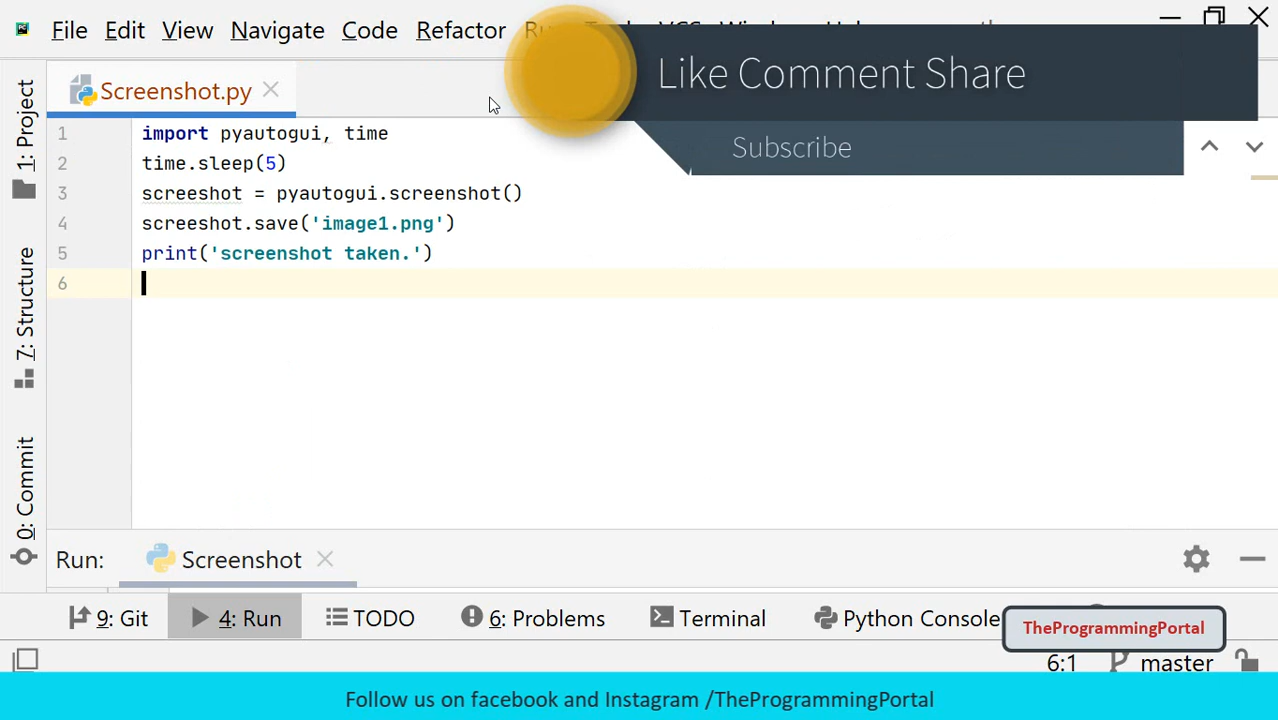 File Edit View Navigate Code Refactor
Like Comment Share
Subscribe
Screenshot.py
1: Project
7: Structure
0: Commit
1 import pyautogui, time
2 time.sleep(5)
3 screeshot = pyautogui.screenshot()
4 screeshot.save('image1.png')
5 print('screenshot taken.')
6
Run: Screenshot
9: Git 4: Run TODO 6: Problems Terminal Python Console
TheProgrammingPortal
6:1 master
Follow us on facebook and Instagram /TheProgrammingPortal